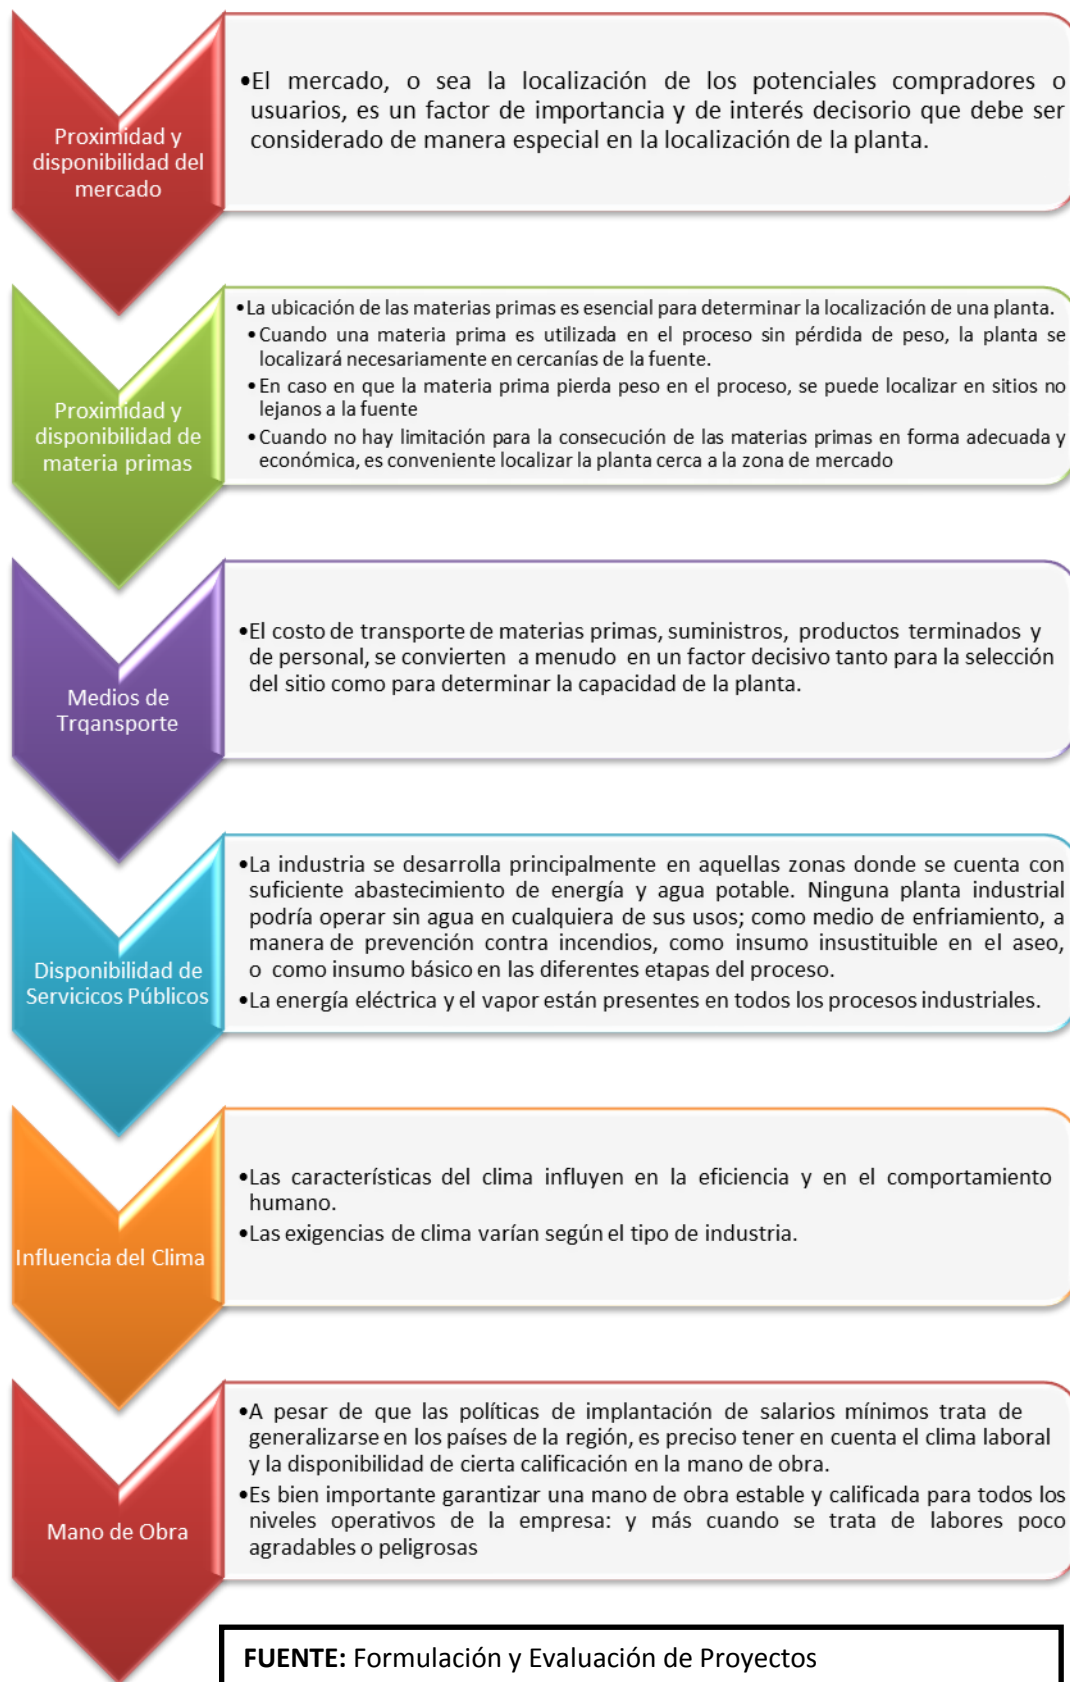 Proximidad y
disponibilidad del
mercado
•El mercado, o sea la localización de los potenciales compradores o
usuarios, es un factor de importancia y de interés decisorio que debe ser
considerado de manera especial en la localización de la planta.
Proximidad y
disponibilidad de
materia primas
•La ubicación de las materias primas es esencial para determinar la localización de una planta.
•Cuando una materia prima es utilizada en el proceso sin pérdida de peso, la planta se
localizará necesariamente en cercanías de la fuente.
•En caso en que la materia prima pierda peso en el proceso, se puede localizar en sitios no
lejanos a la fuente
•Cuando no hay limitación para la consecución de las materias primas en forma adecuada y
económica, es conveniente localizar la planta cerca a la zona de mercado
Medios de
Trqansporte
•El costo de transporte de materias primas, suministros, productos terminados y
de personal, se convierten a menudo en un factor decisivo tanto para la selección
del sitio como para determinar la capacidad de la planta.
Disponibilidad de
Servicicos Públicos
•La industria se desarrolla principalmente en aquellas zonas donde se cuenta con
suficiente abastecimiento de energía y agua potable. Ninguna planta industrial
podría operar sin agua en cualquiera de sus usos; como medio de enfriamiento, a
manera de prevención contra incendios, como insumo insustituible en el aseo,
o como insumo básico en las diferentes etapas del proceso.
•La energía eléctrica y el vapor están presentes en todos los procesos industriales.
Influencia del Clima
•Las características del clima influyen en la eficiencia y en el comportamiento
humano.
•Las exigencias de clima varían según el tipo de industria.
Mano de Obra
•A pesar de que las políticas de implantación de salarios mínimos trata de
generalizarse en los países de la región, es preciso tener en cuenta el clima laboral
y la disponibilidad de cierta calificación en la mano de obra.
•Es bien importante garantizar una mano de obra estable y calificada para todos los
niveles operativos de la empresa: y más cuando se trata de labores poco
agradables o peligrosas
FUENTE: Formulación y Evaluación de Proyectos